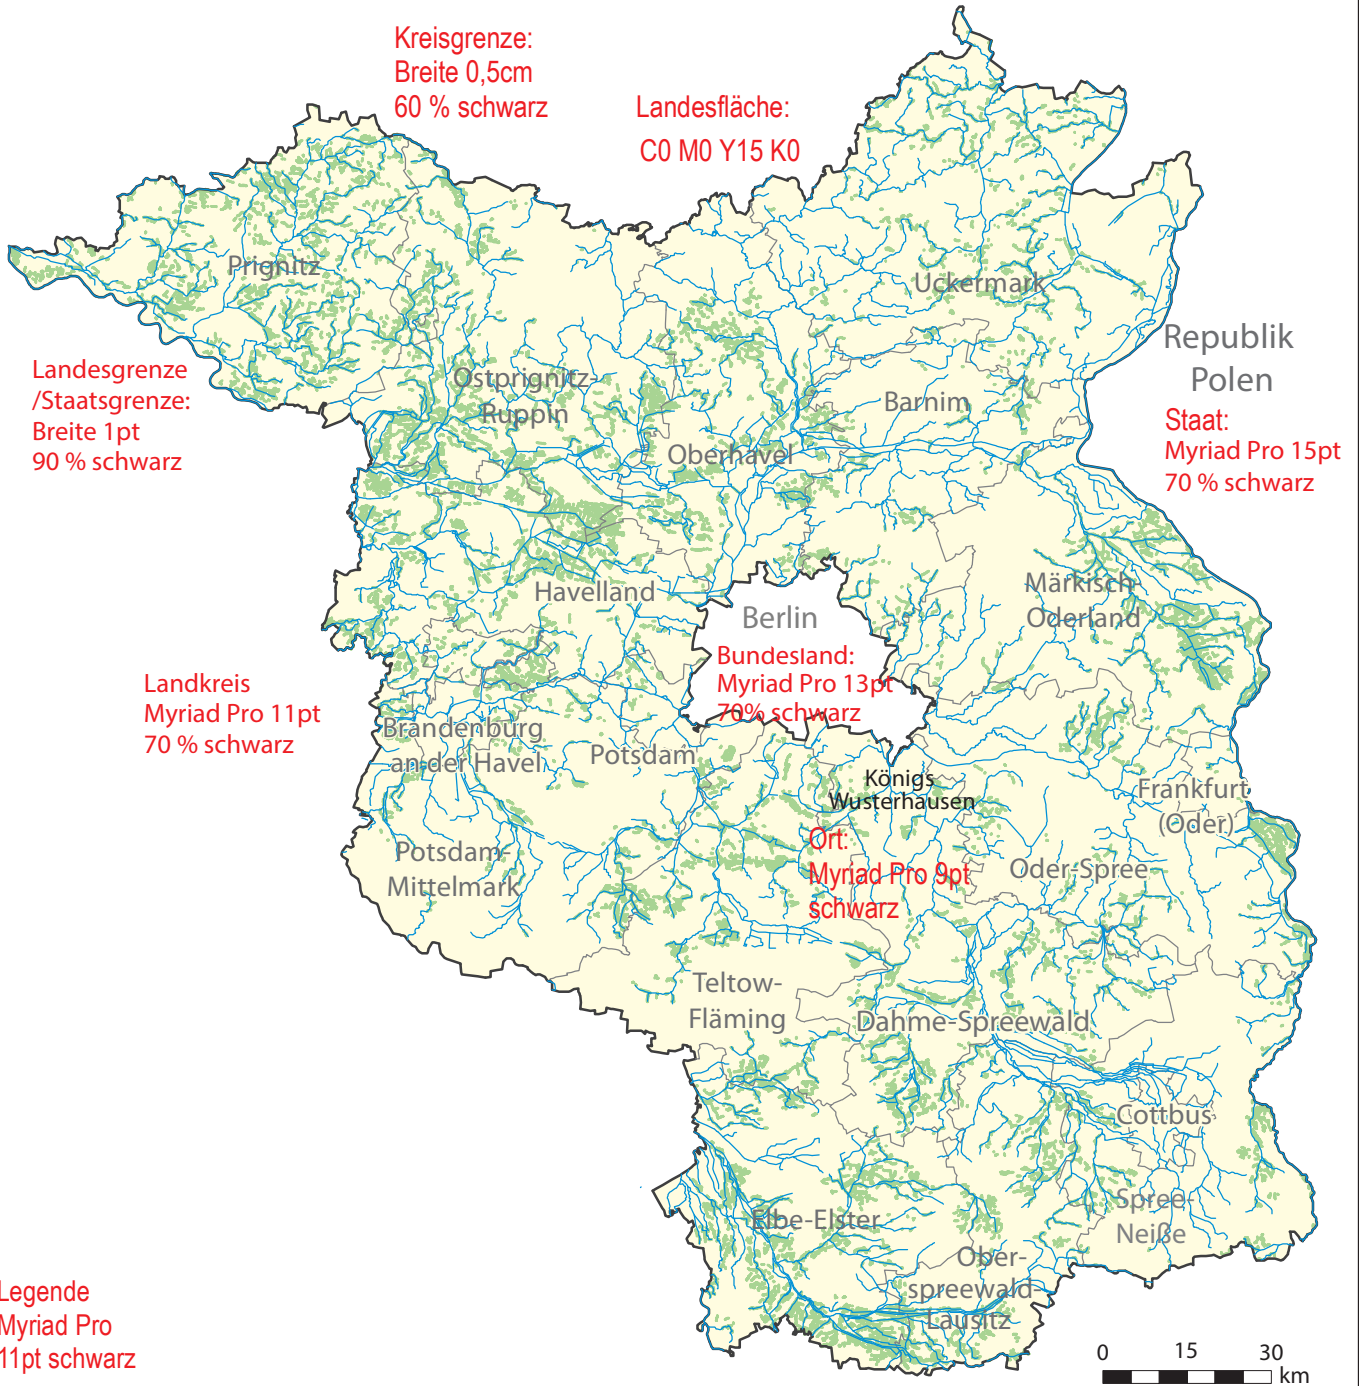 Kreisgrenze:
Breite 0,5cm
60 % schwarz
Landesfläche:
C0 M0 Y15 K0
Prignitz
Uckermark
Republik
Polen
Staat:
Myriad Pro 15pt
70 % schwarz
Landesgrenze
/Staatsgrenze:
Breite 1pt
90 % schwarz
Ostprignitz-
Ruppin
Barnim
Oberhavel
Havelland
Märkisch-
Oderland
Berlin
Bundesland:
Myriad Pro 13pt
70% schwarz
Landkreis
Myriad Pro 11pt
70 % schwarz
Brandenburg
an der Havel
Potsdam
Königs
Wusterhausen
Frankfurt
(Oder)
Ort:
Myriad Pro 9pt
schwarz
Potsdam-
Mittelmark
Oder-Spree
Teltow-
Fläming
Dahme-Spreewald
Cottbus
Spree-
Neiße
Elbe-Elster
Ober-
spreewald-
Lausitz
Legende
Myriad Pro
11pt schwarz
0 15 30
km